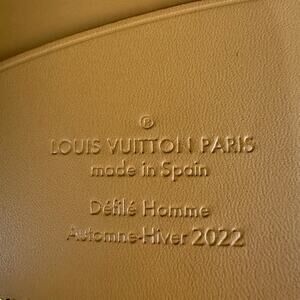 ®
LOUIS VUITTON PARIS
made in Spain
Défilé Homme
Automne-Hiver 2022